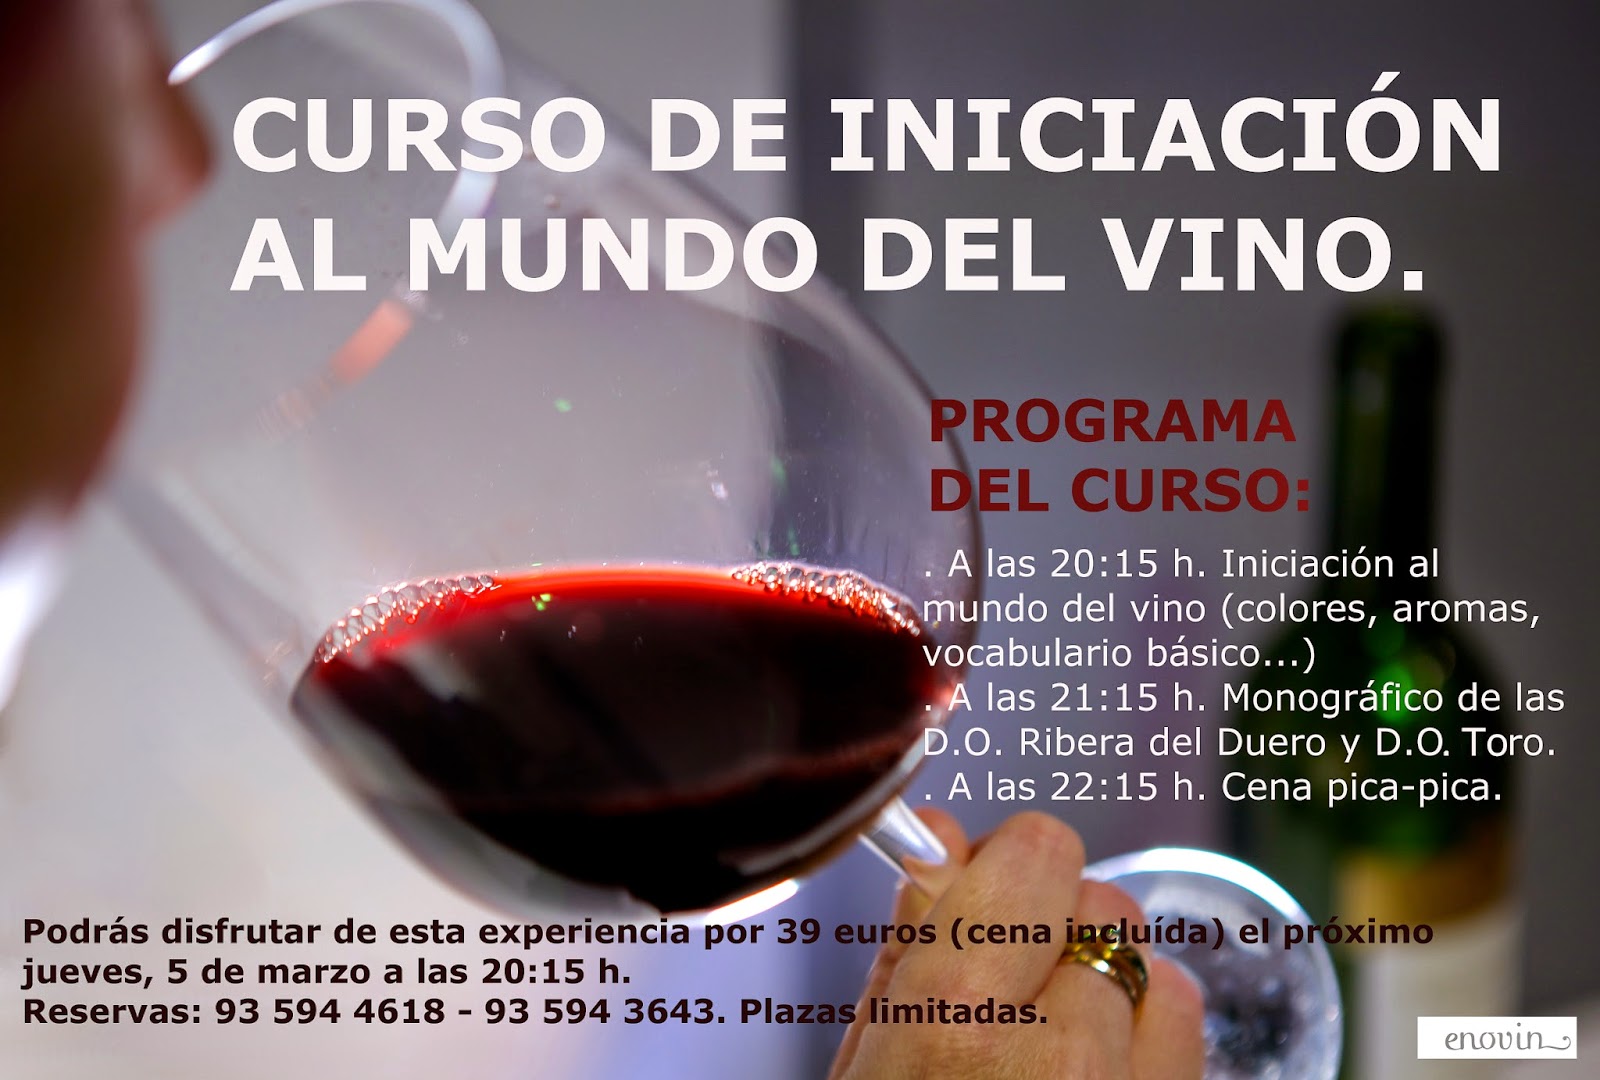 CURSO DE INICIACIÓN
AL MUNDO DEL VINO.
PROGRAMA
DEL CURSO:
. A las 20:15 h. Iniciación al
mundo del vino (colores, aromas,
vocabulario básico...)
. A las 21:15 h. Monográfico de las
D.O. Ribera del Duero y D.O. Toro.
. A las 22:15 h. Cena pica-pica.
Podrás disfrutar de esta experiencia por 39 euros (cena incluída) el próximo
jueves, 5 de marzo a las 20:15 h.
Reservas: 93 594 4618 - 93 594 3643. Plazas limitadas.
enovin